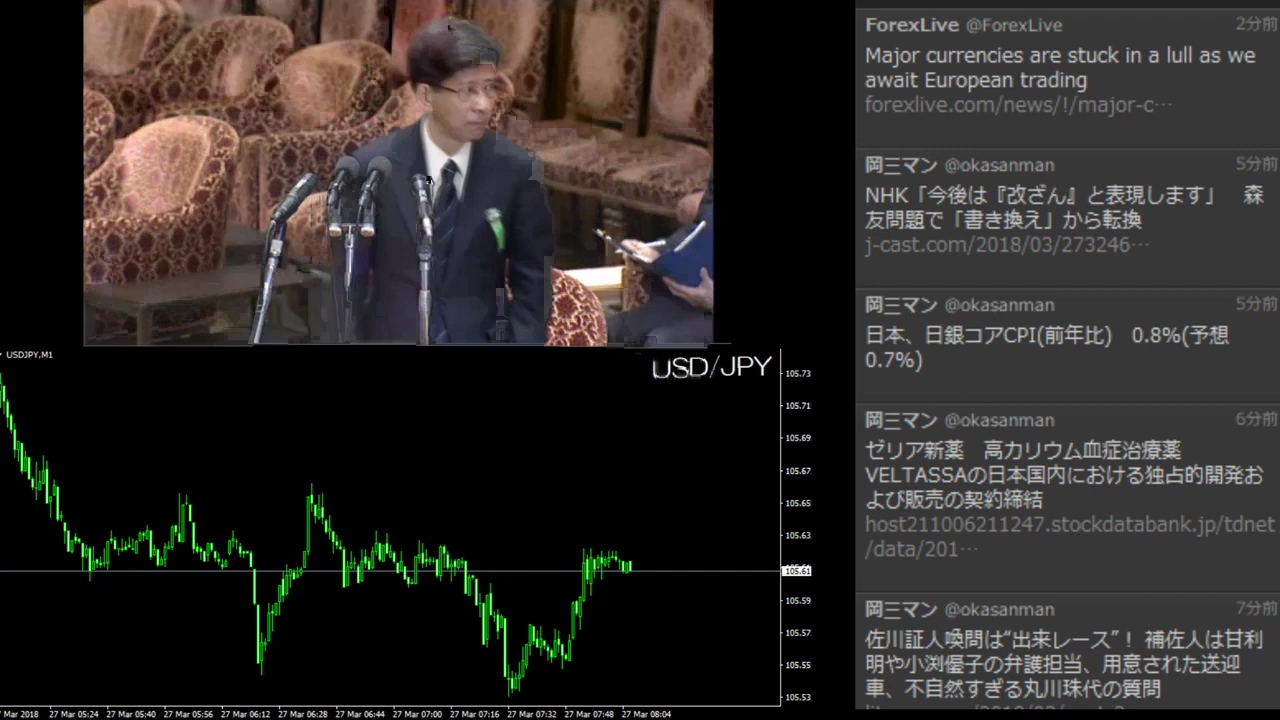 USDJPY,M1
USD/JPY
105.73
105.71
105.69
105.67
105.65
105.63
105.61
105.59
105.57
105.55
105.53
Mar 2018
27 Mar 05:24
27 Mar 05:40
27 Mar 05:56
27 Mar 06:12
27 Mar 06:28
27 Mar 06:44
27 Mar 07:00
27 Mar 07:16
27 Mar 07:32
27 Mar 07:48
27 Mar 08:04
ForexLive @ForexLive 2分前
Major currencies are stuck in a lull as we
await European trading
forexlive.com/news/!/major-c…
岡三マン @okasanman 5分前
NHK「今後は『改ざん』と表現します」 森
友問題で「書き換え」から転換
j-cast.com/2018/03/273246…
岡三マン @okasanman 5分前
日本、日銀コアCPI(前年比) 0.8%(予想
0.7%)
岡三マン @okasanman 6分前
ゼリア新薬 高カリウム血症治療薬
VELTASSAの日本国内における独占的開発お
よび販売の契約締結
host211006211247.stockdatabank.jp/tdnet
/data/201…
岡三マン @okasanman 7分前
佐川証人喚問は“出来レース”！ 補佐人は甘利
明や小渕優子の弁護担当、用意された送迎
車、不自然すぎる丸川珠代の質問